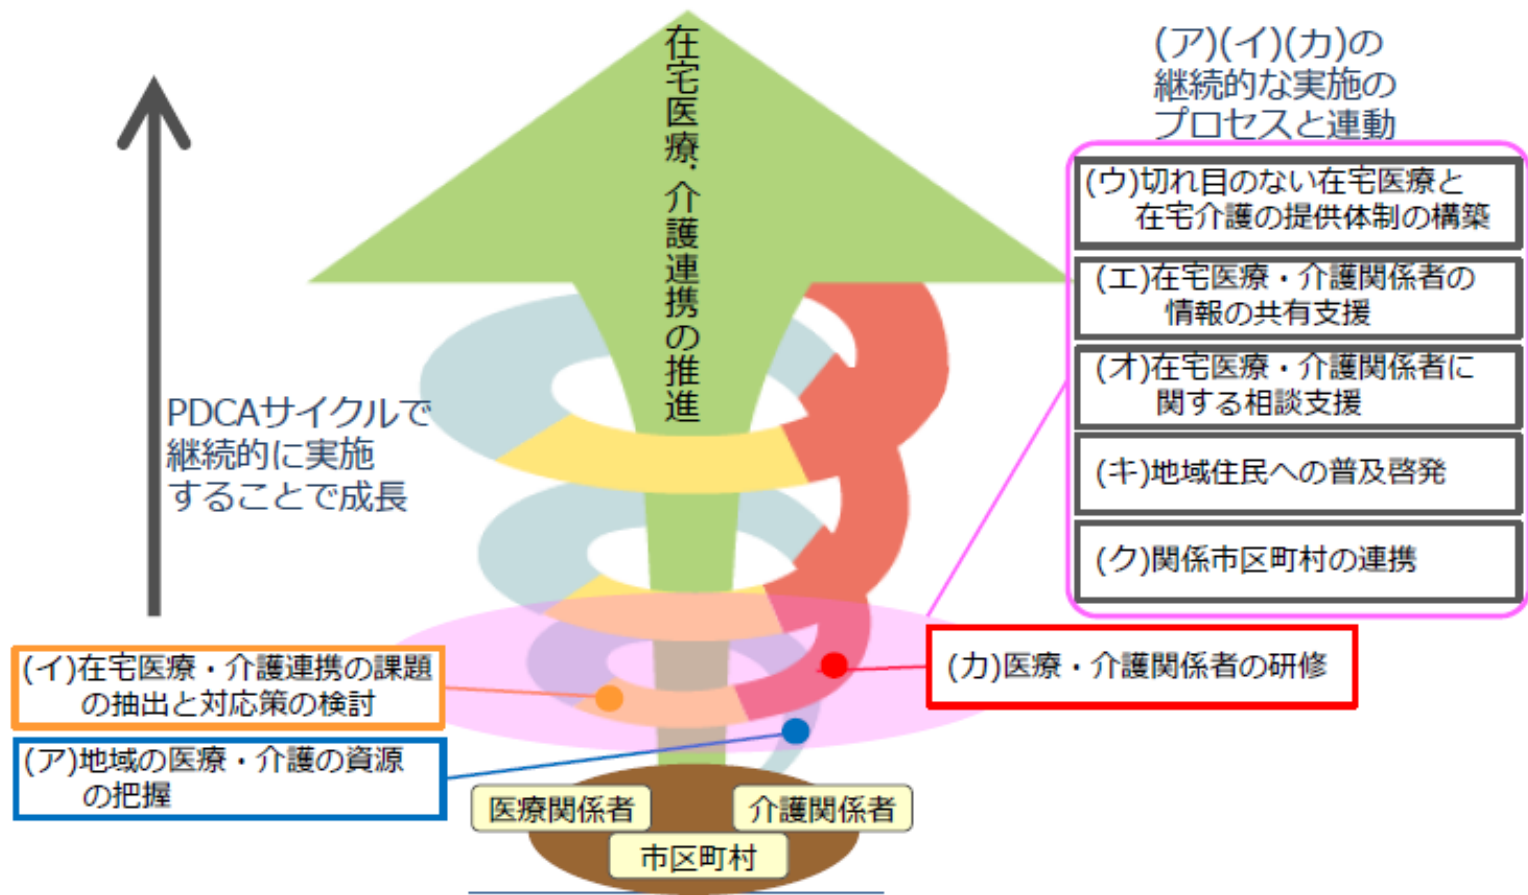 在宅医療・介護連携の推進
(ア)(イ)(カ)の
継続的な実施の
プロセスと連動
(ウ)切れ目のない在宅医療と
在宅介護の提供体制の構築
(エ)在宅医療・介護関係者の
情報の共有支援
(オ)在宅医療・介護関係者に
関する相談支援
(キ)地域住民への普及啓発
(ク)関係市区町村の連携
PDCAサイクルで
継続的に実施
することで成長
(イ)在宅医療・介護連携の課題
の抽出と対応策の検討
(カ)医療・介護関係者の研修
(ア)地域の医療・介護の資源
の把握
医療関係者
介護関係者
市区町村